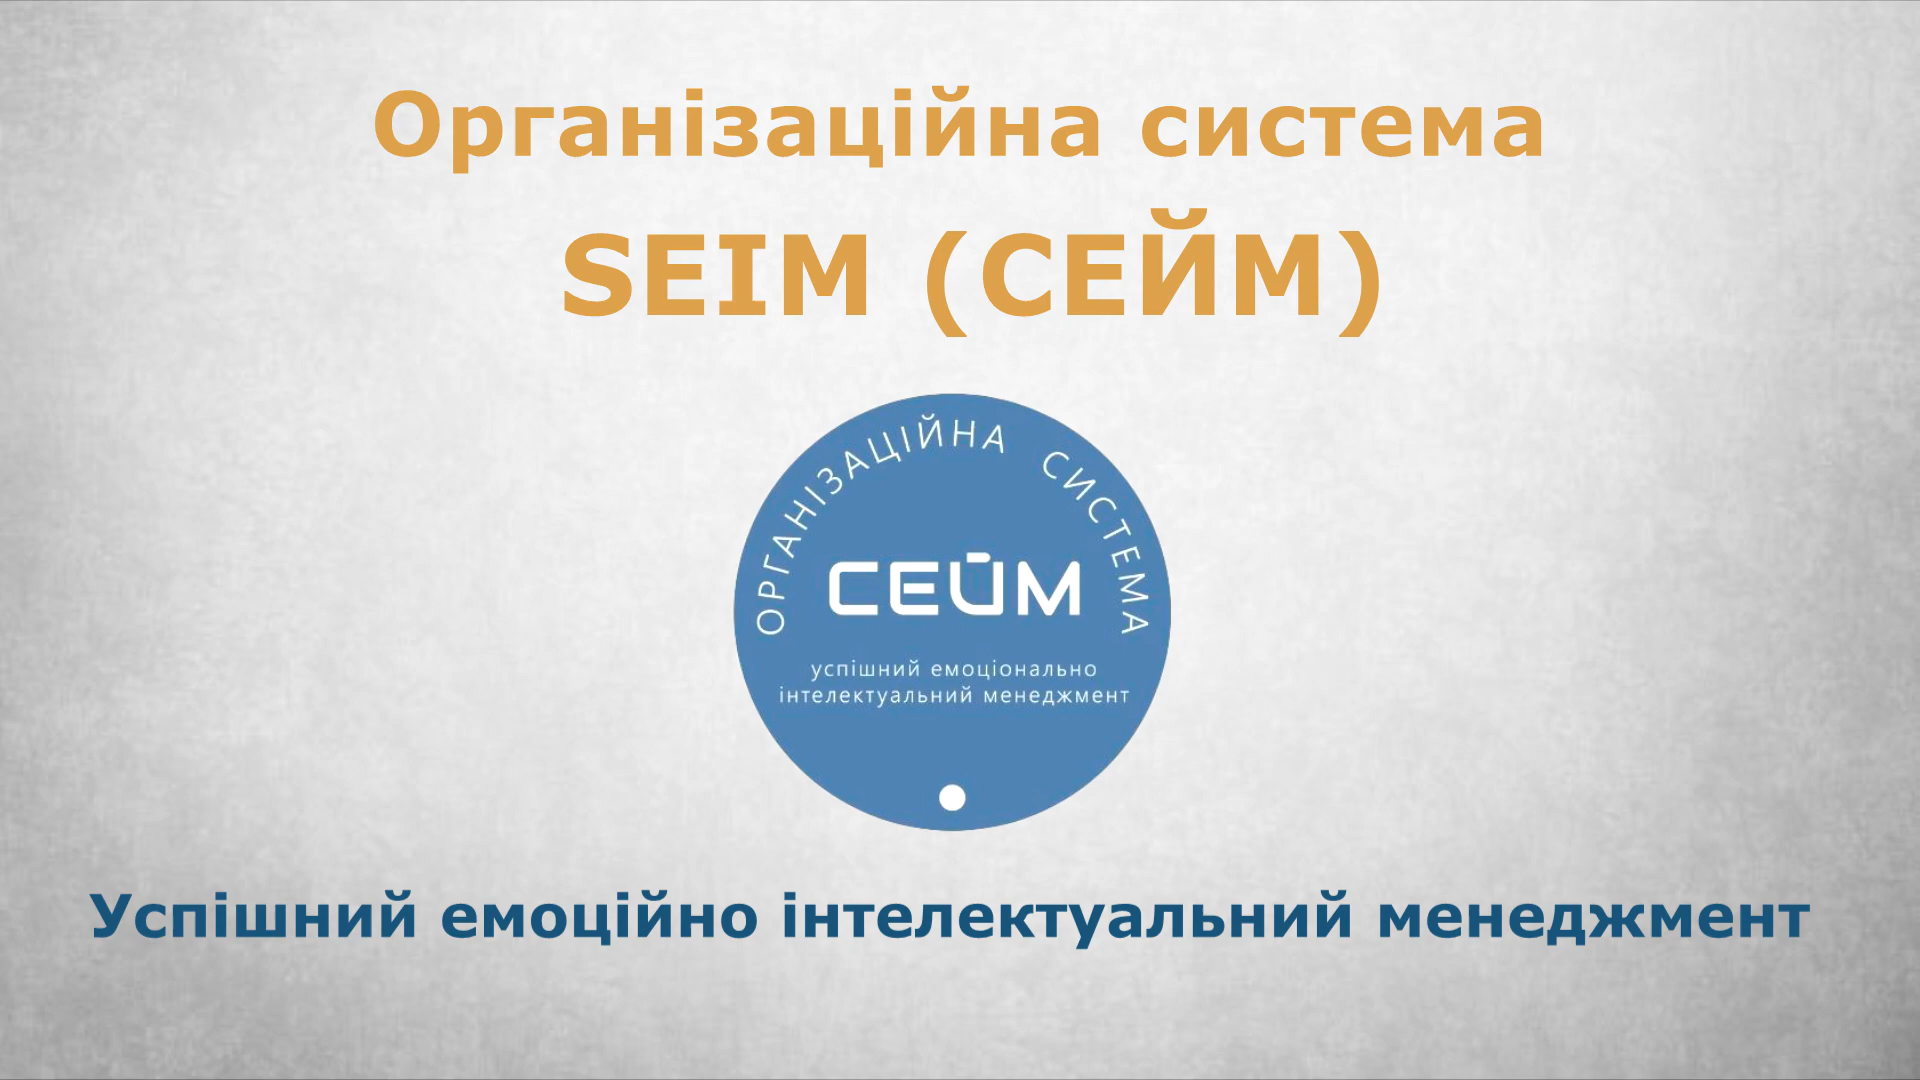 Організаційна система
SEIM (СЕЙМ)
ОРГАНІЗАЦІЙНА СИСТЕМА
СЕЙМ
успішний емоціонально
інтелектуальний менеджмент
Успішний емоційно інтелектуальний менеджмент